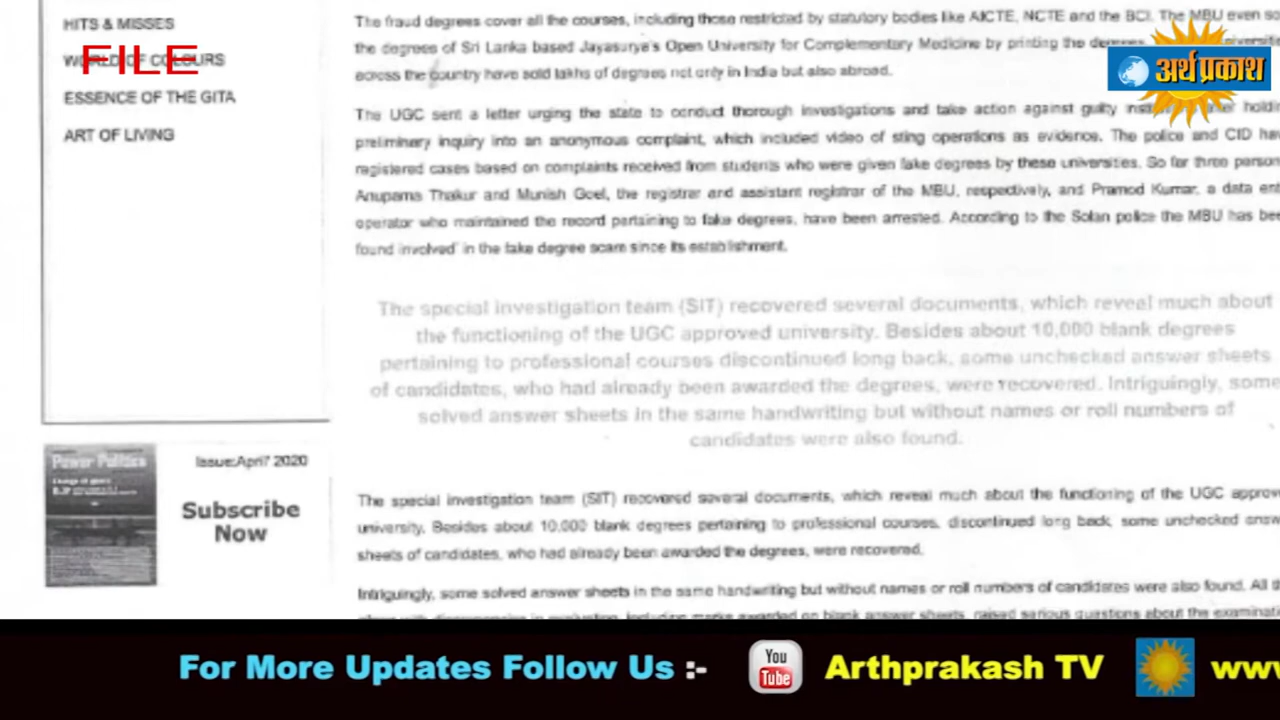 HITS & MISSES
WORLD OF COLOURS
FILE
ESSENCE OF THE GITA
ART OF LIVING
अर्थ प्रकाश
The fraud degrees cover all the courses, including those restricted by statutory bodies like AICTE, NCTE and the BCI. The MBU even so
the degrees of Sri Lanka based Jayasurya's Open University for Complementary Medicine by printing the
across the country have sold lakhs of degrees not only in India but also abroad.
The UGC sent a letter urging the state to conduct thorough investigations and take action against guilty holdin
preliminary inquiry into an anonymous complaint, which included video of sting operations as evidence. The police and CID hav
registered cases based on complaints received from students who were given fake degrees by these universities. So far three person
Anupama Thakur and Munish Goel, the registrar and assistant registrar of the MBU, respectively, and Pramod Kumar, a data ent
operator who maintained the record pertaining to fake degrees, have been arrested. According to the Solan police the MBU has bee
found involved in the fake degree scam since its establishment.
The special investigation team (SIT) recovered several documents, which reveal much about
the functioning of the UGC approved university. Besides about 10,000 blank degrees
pertaining to professional courses discontinued long back, some unchecked answer sheets
of candidates, who had already been awarded the degrees, were recovered. Intriguingly, some
solved answer sheets in the same handwriting but without names or roll numbers of
candidates were also found.
Power Politics
Issue:April' 2020
Subscribe
Now
The special investigation team (SIT) recovered several documents, which reveal much about the functioning of the UGC approv
university. Besides about 10,000 blank degrees pertaining to professional courses, discontinued long back, some unchecked answ
sheets of candidates, who had already been awarded the degrees, were recovered.
Intriguingly, some solved answer sheets in the same handwriting but without names or roll numbers of candidates were also found. All
For More Updates Follow Us :-
You
Tube
Arthprakash TV
www